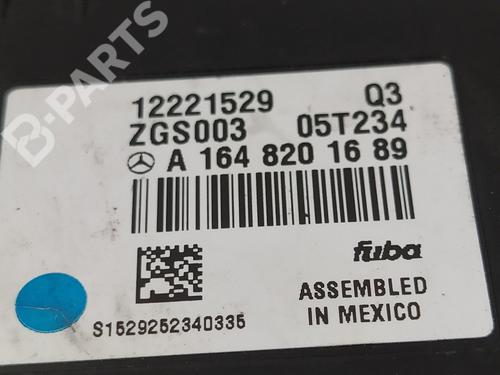 B-PARTS
12221529 Q3
ZGS003 05T234
A 164 820 16 89
fuba
ASSEMBLED
IN MEXICO
S1529252340335